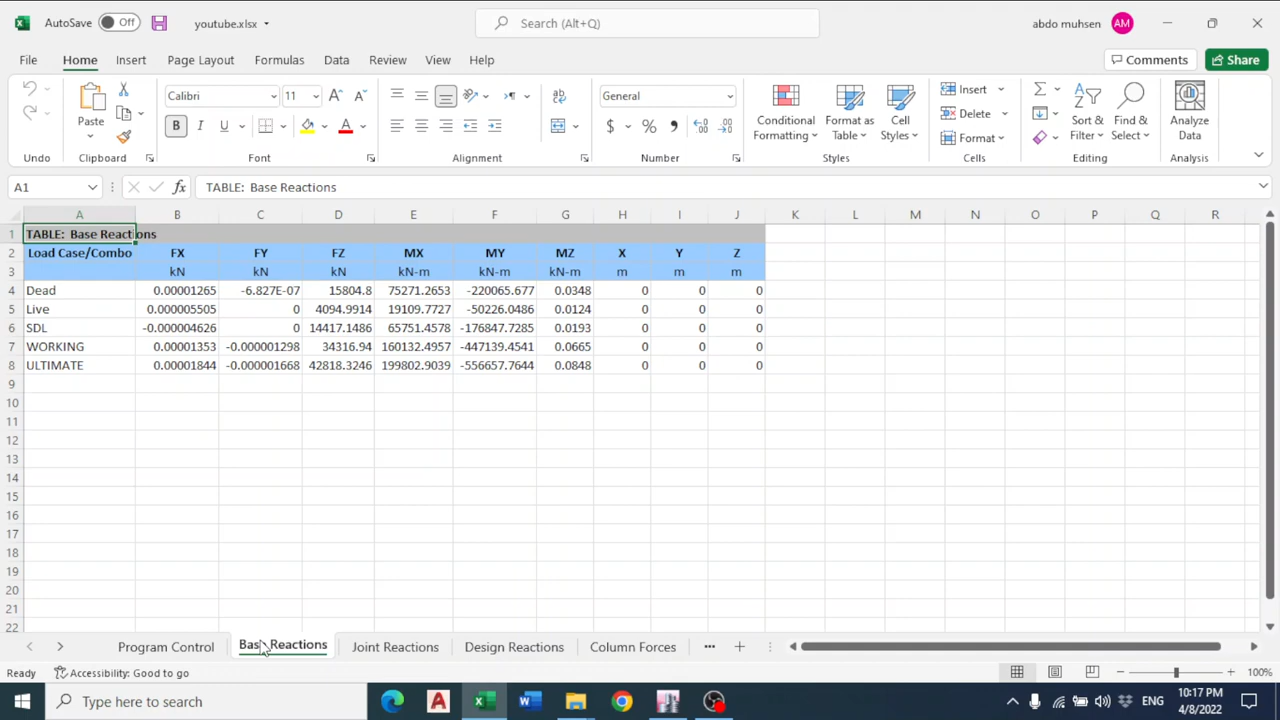 AutoSave Off youtube.xlsx Search (Alt+Q) abdo muhsen AM
File Home Insert Page Layout Formulas Data Review View Help Comments Share
Paste Calibri 11 B I U A A A ab General $ % Conditional Formatting Format as Table Cell Styles Insert Delete Format Sort & Filter Find & Select Analyze Data
Undo Clipboard Font Alignment Number Styles Cells Editing Analysis
A1 fx TABLE: Base Reactions
A B C D E F G H I J K L M N O P Q R
1 TABLE: Base Reactions
2 Load Case/Combo FX FY FZ MX MY MZ X Y Z
3 kN kN kN kN-m kN-m kN-m m m m
4 Dead 0.00001265 -6.827E-07 15804.8 75271.2653 -220065.677 0.0348 0 0 0
5 Live 0.000005505 0 4094.9914 19109.7727 -50226.0486 0.0124 0 0 0
6 SDL -0.000004626 0 14417.1486 65751.4578 -176847.7285 0.0193 0 0 0
7 WORKING 0.00001353 -0.000001298 34316.94 160132.4957 -447139.4541 0.0665 0 0 0
8 ULTIMATE 0.00001844 -0.000001668 42818.3246 199802.9039 -556657.7644 0.0848 0 0 0
9
10
11
12
13
14
15
16
17
18
19
20
21
22
Program Control Base Reactions Joint Reactions Design Reactions Column Forces
Ready Accessibility: Good to go 100%
Type here to search ENG 10:17 PM
4/8/2022